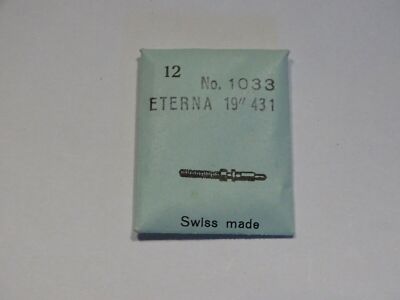 12
No. 1033
ETERNA 19''' 431
Swiss made